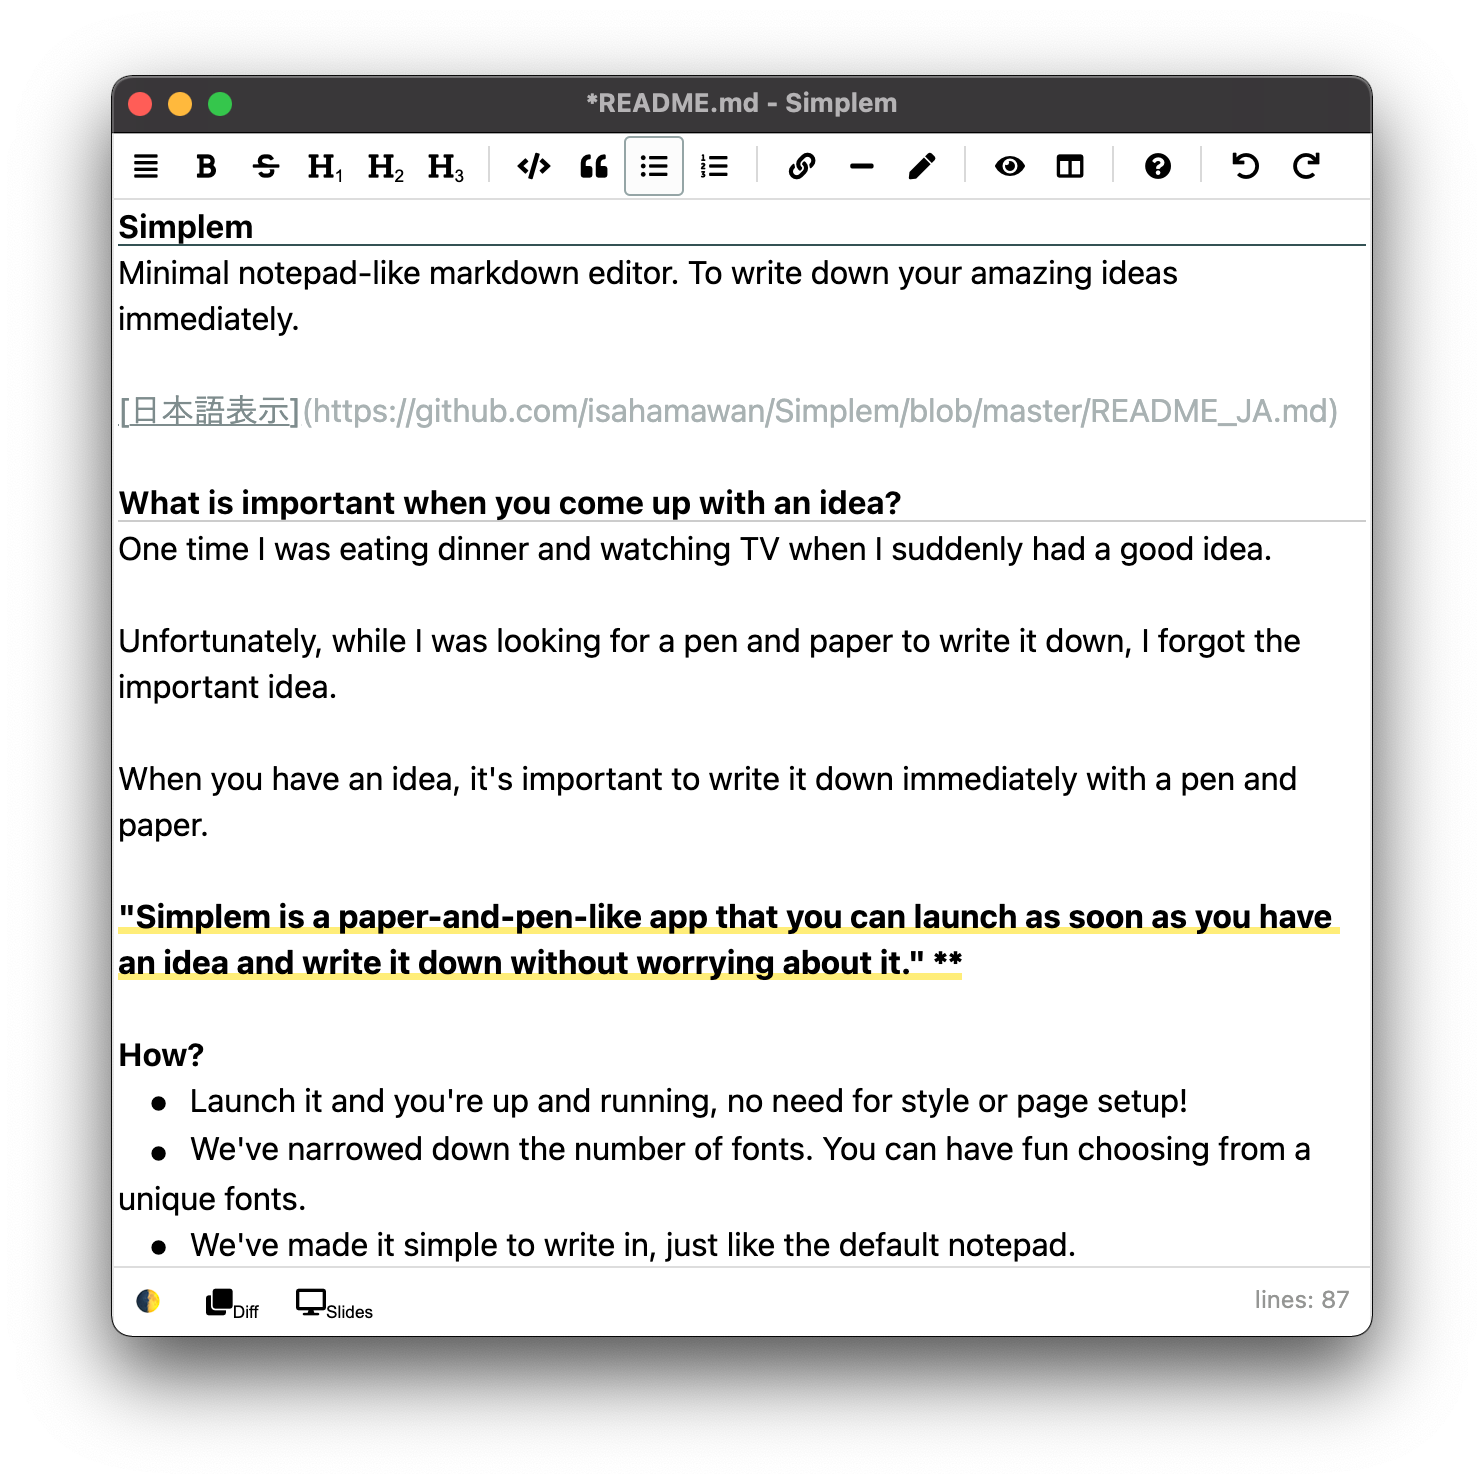 *README.md - Simplem
B S H1 H2 H3
Simplem
Minimal notepad-like markdown editor. To write down your amazing ideas
immediately.
[日本語表示](https://github.com/isahamawan/Simplem/blob/master/README_JA.md)
What is important when you come up with an idea?
One time I was eating dinner and watching TV when I suddenly had a good idea.
Unfortunately, while I was looking for a pen and paper to write it down, I forgot the
important idea.
When you have an idea, it's important to write it down immediately with a pen and
paper.
"Simplem is a paper-and-pen-like app that you can launch as soon as you have
an idea and write it down without worrying about it." **
How?
● Launch it and you're up and running, no need for style or page setup!
● We've narrowed down the number of fonts. You can have fun choosing from a
unique fonts.
● We've made it simple to write in, just like the default notepad.
Diff Slides lines: 87